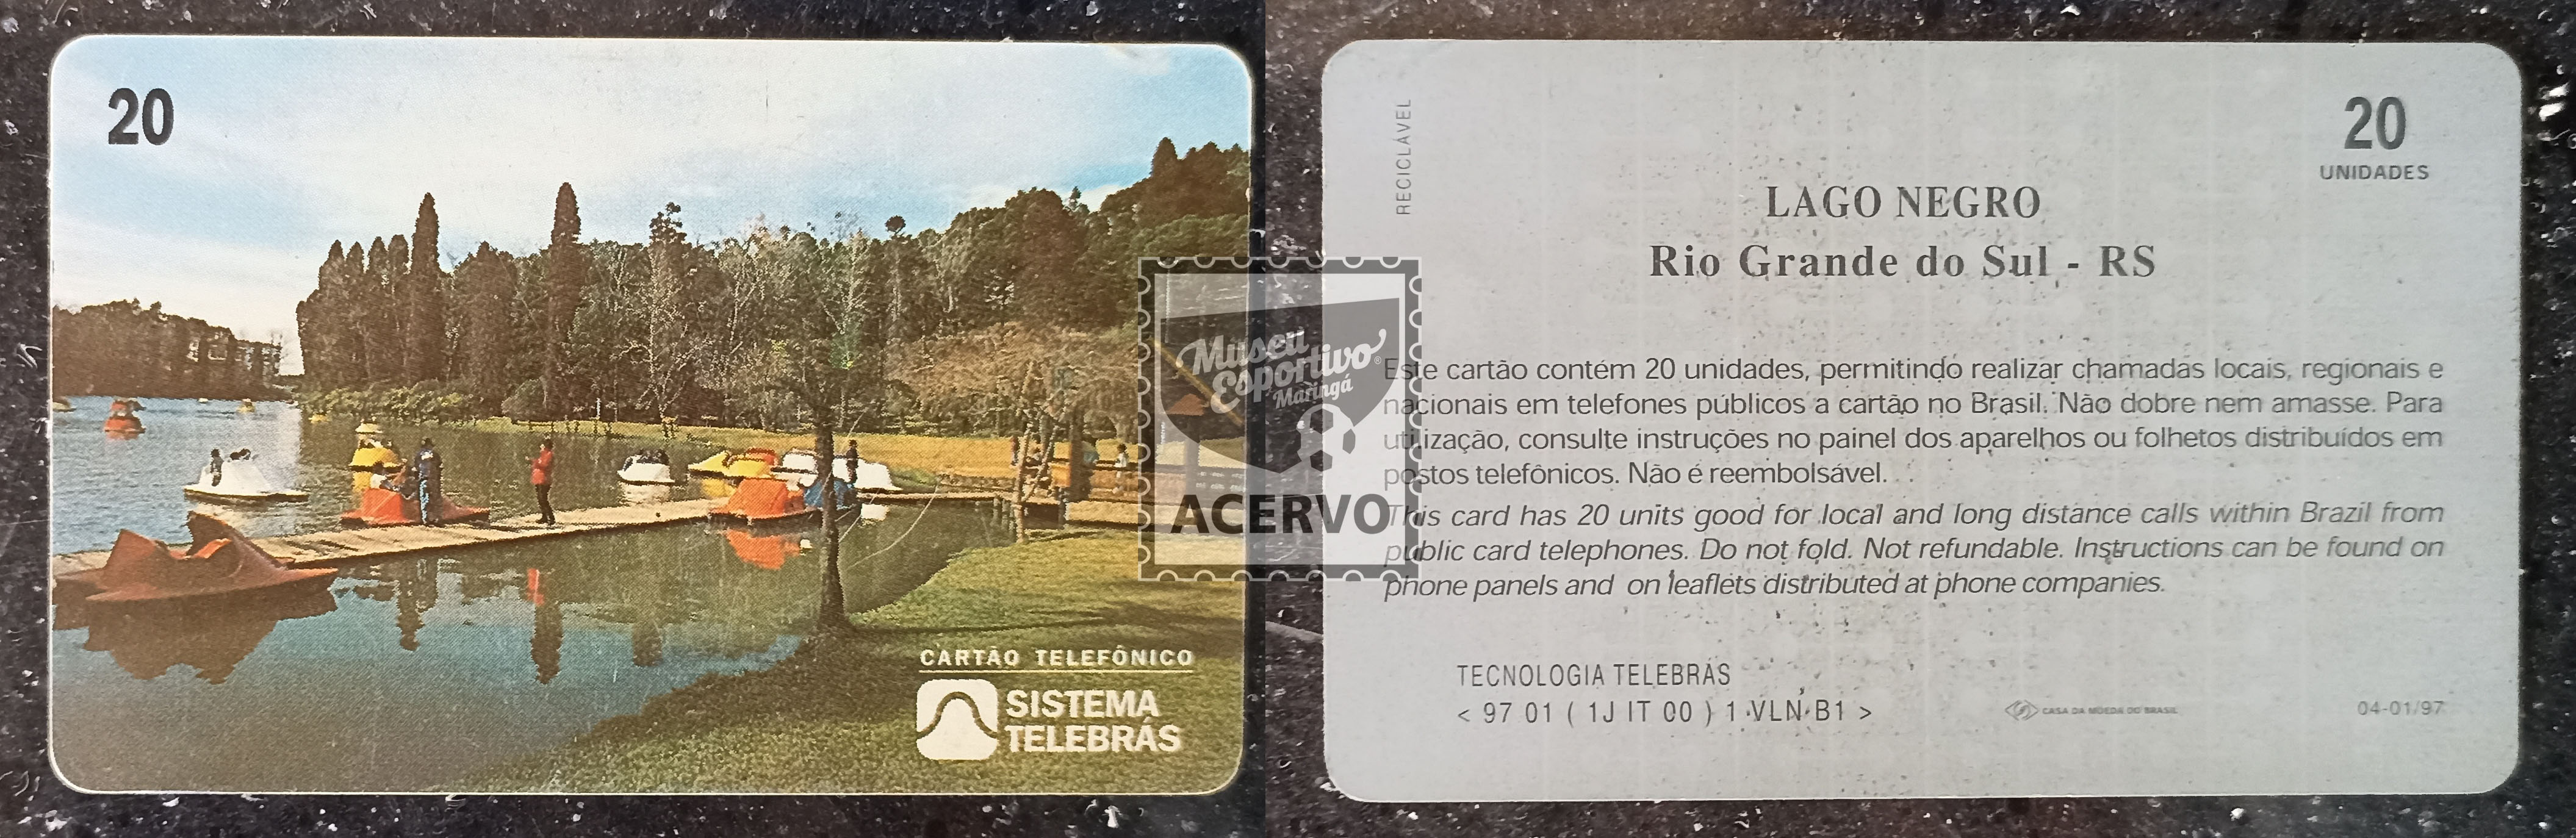 20
CARTÃO TELEFÔNICO
SISTEMA
TELEBRÁS
Museu
Esportivo®
Maringá
ACERVO
RECICLÁVEL
20
UNIDADES
LAGO NEGRO
Rio Grande do Sul - RS
Este cartão contém 20 unidades, permitindo realizar chamadas locais, regionais e
nacionais em telefones públicos a cartão no Brasil. Não dobre nem amasse. Para
utilização, consulte instruções no painel dos aparelhos ou folhetos distribuídos em
postos telefônicos. Não é reembolsável.
This card has 20 units good for local and long distance calls within Brazil from
public card telephones. Do not fold. Not refundable. Instructions can be found on
phone panels and on leaflets distributed at phone companies.
TECNOLOGIA TELEBRÁS
< 97 01 ( 1J IT 00 ) 1 VLN B1 >
CASA DA MOEDA DO BRASIL
04-01/97